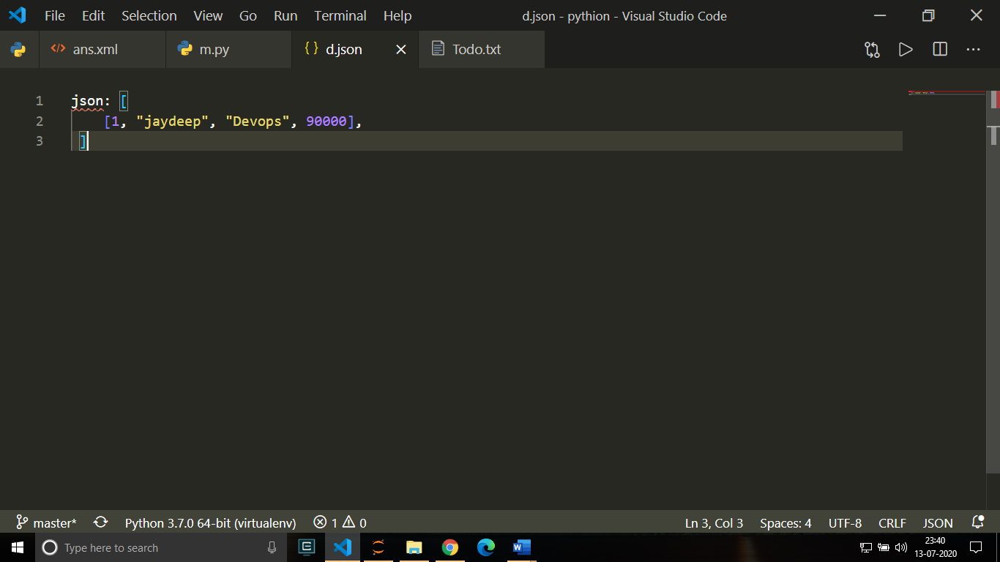 File Edit Selection View Go Run Terminal Help d.json - pythion - Visual Studio Code
ans.xml m.py d.json Todo.txt
1 json: [
2 [1, "jaydeep", "Devops", 90000],
3 ]
master* Python 3.7.0 64-bit (virtualenv) 1 0 Ln 3, Col 3 Spaces: 4 UTF-8 CRLF JSON
Type here to search 23:40
13-07-2020